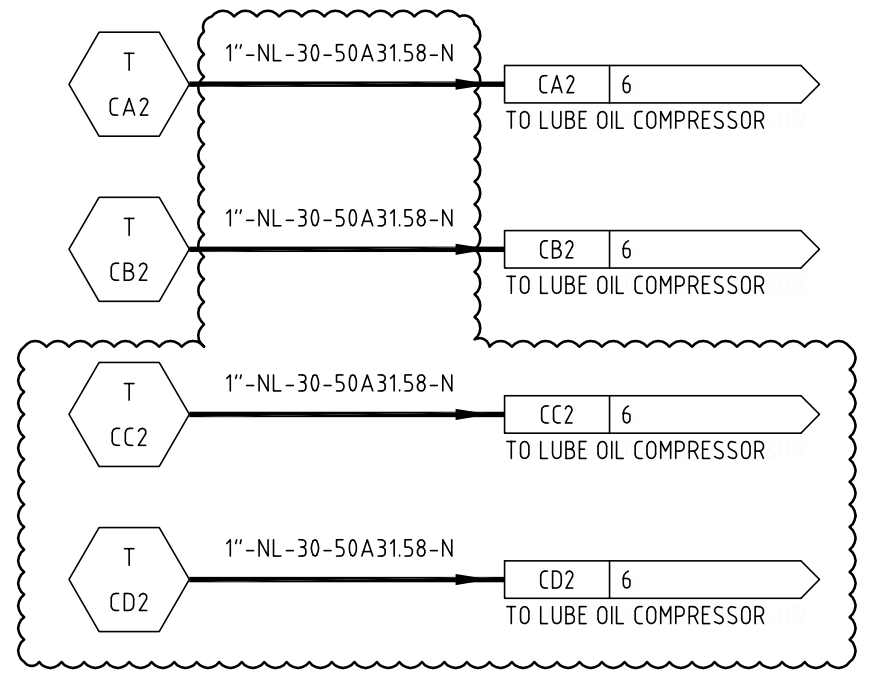 T
CA2
1"-NL-30-50A31.58-N
CA2 6
TO LUBE OIL COMPRESSOR
T
CB2
1"-NL-30-50A31.58-N
CB2 6
TO LUBE OIL COMPRESSOR
T
CC2
1"-NL-30-50A31.58-N
CC2 6
TO LUBE OIL COMPRESSOR
T
CD2
1"-NL-30-50A31.58-N
CD2 6
TO LUBE OIL COMPRESSOR